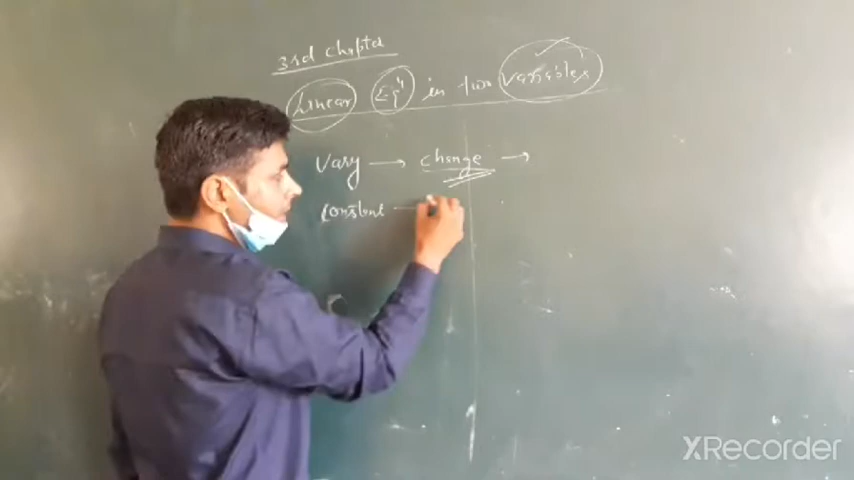 3rd chapter
Linear Eqn in two variables
Vary → change →
constant —
XRecorder